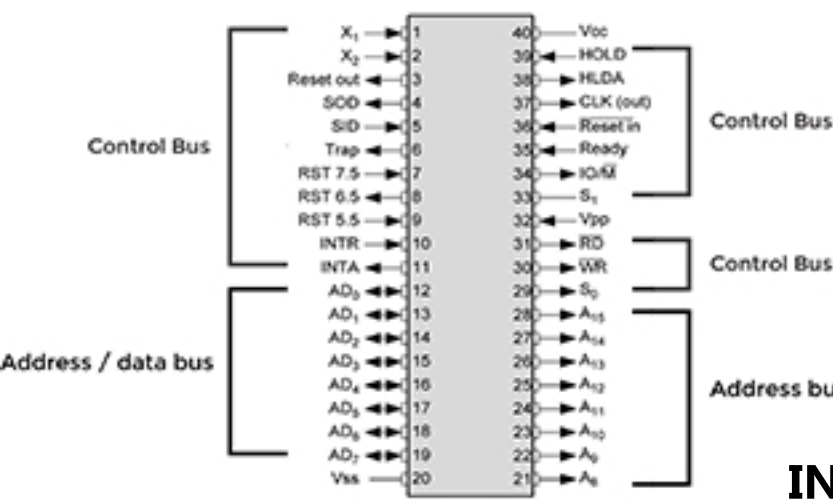 X₁ 1 40 Vcc
X₂ 2 39 HOLD
Reset out 3 38 HLDA
SOD 4 37 CLK (out)
SID 5 36 Reset in
Trap 6 35 Ready
RST 7.5 7 34 IO/M
RST 6.5 8 33 S₁
RST 5.5 9 32 Vpp
INTR 10 31 RD
INTA 11 30 WR
AD₀ 12 29 S₀
AD₁ 13 28 A₁₅
AD₂ 14 27 A₁₄
AD₃ 15 26 A₁₃
AD₄ 16 25 A₁₂
AD₅ 17 24 A₁₁
AD₆ 18 23 A₁₀
AD₇ 19 22 A₉
Vss 20 21 A₈
Control Bus
Address / data bus
Control Bus
Control Bus
Address bu
IN